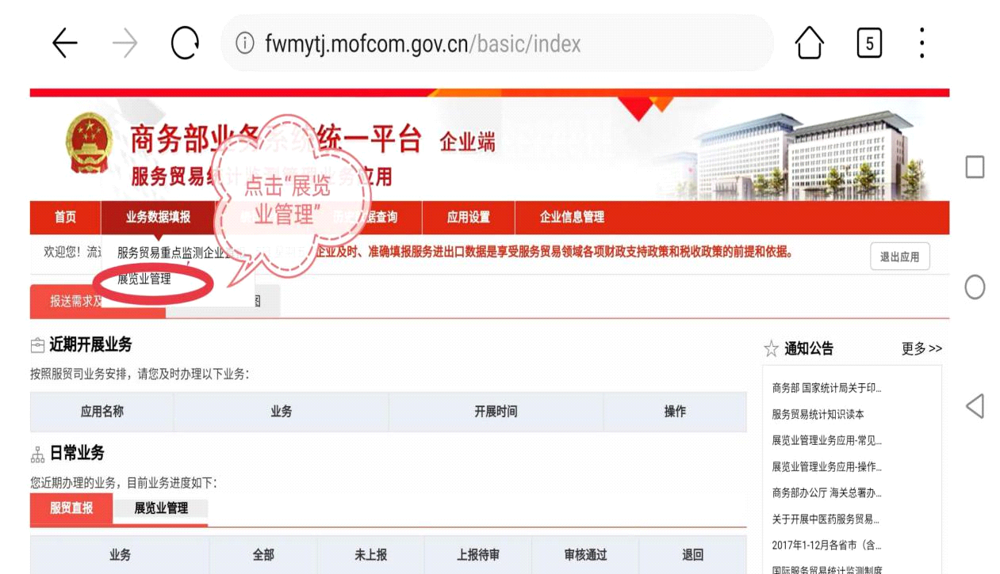 fwmytj.mofcom.gov.cn/basic/index
5
商务部业务系统统一平台 企业端
服务贸易统计监测管理业务应用
点击“展览
业管理”
首页 业务数据填报 历史数据查询 应用设置 企业信息管理
欢迎您！流
企业及时、准确填报服务进出口数据是享受服务贸易领域各项财政支持政策和税收政策的前提和依据。
退出应用
服务贸易重点监测企业
展览业管理
报送需求及
图
近期开展业务
按照服贸司业务安排，请您及时办理以下业务：
应用名称 业务 开展时间 操作
日常业务
您近期办理的业务，目前业务进度如下：
服贸直报 展览业管理
业务 全部 未上报 上报待审 审核通过 退回
通知公告 更多 >>
商务部 国家统计局关于印...
服务贸易统计知识读本
展览业管理业务应用-常见...
展览业管理业务应用-操作...
商务部办公厅 海关总署办...
关于开展中医药服务贸易...
2017年1-12月各省市（含...
国际服务贸易统计监测制度